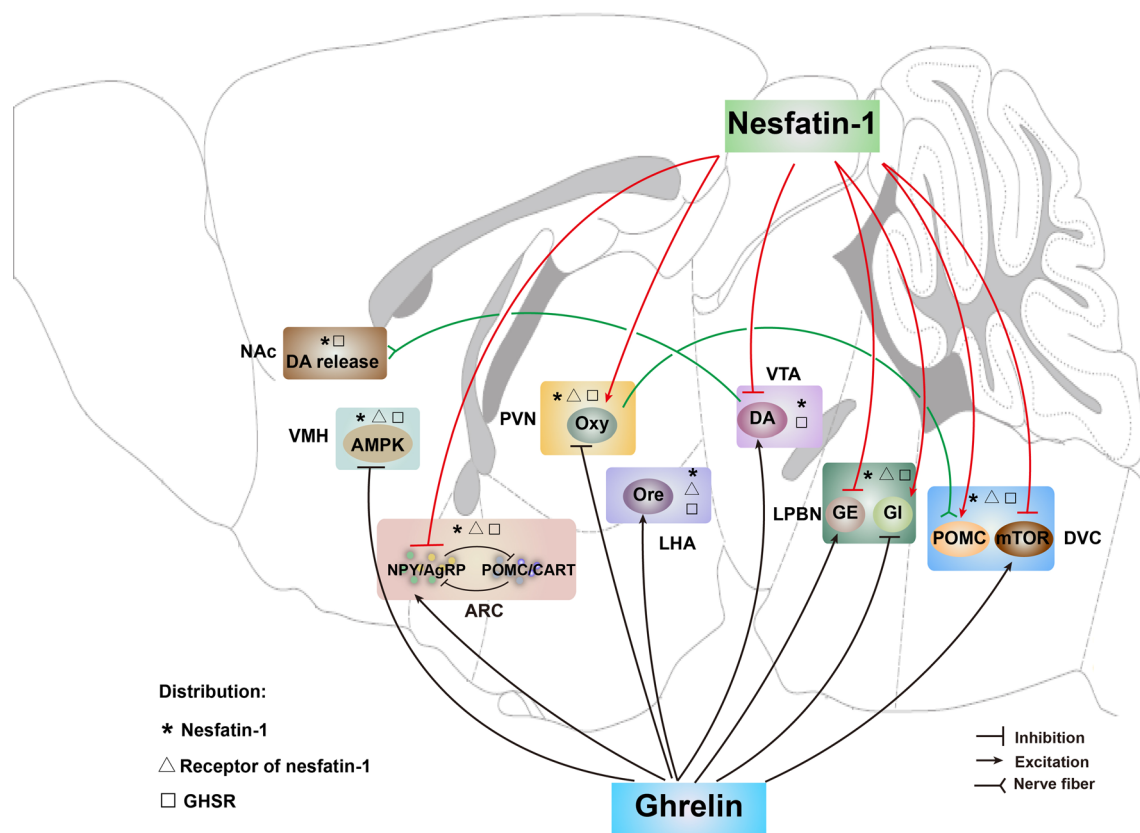 Nesfatin-1
NAc
* □
DA release
VTA
DA
*
□
PVN
* △ □
Oxy
VMH
* △ □
AMPK
Ore
*
△
□
LHA
LPBN
* △ □
GE
GI
* △ □
POMC
mTOR
DVC
* △ □
NPY/AgRP
POMC/CART
ARC
Distribution:
* Nesfatin-1
△ Receptor of nesfatin-1
□ GHSR
Ghrelin
Inhibition
Excitation
Nerve fiber